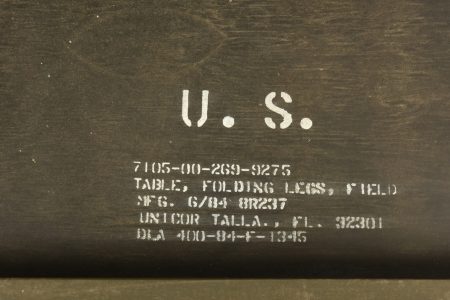 U. S.
7105-00-269-9275
TABLE, FOLDING LEGS, FIELD
MFG. 6/84 8R237
UNICOR TALLA., FL. 32301
DLA 400-84-F-1345